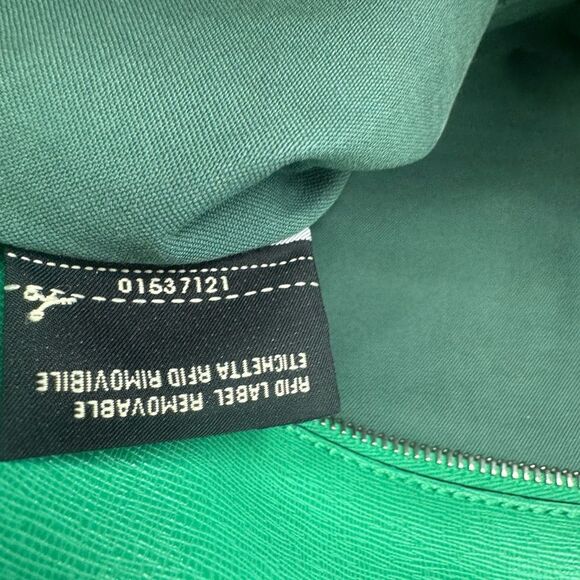 01537121
RFID LABEL REMOVABLE
ETICHETTA RFID RIMOVIBILE